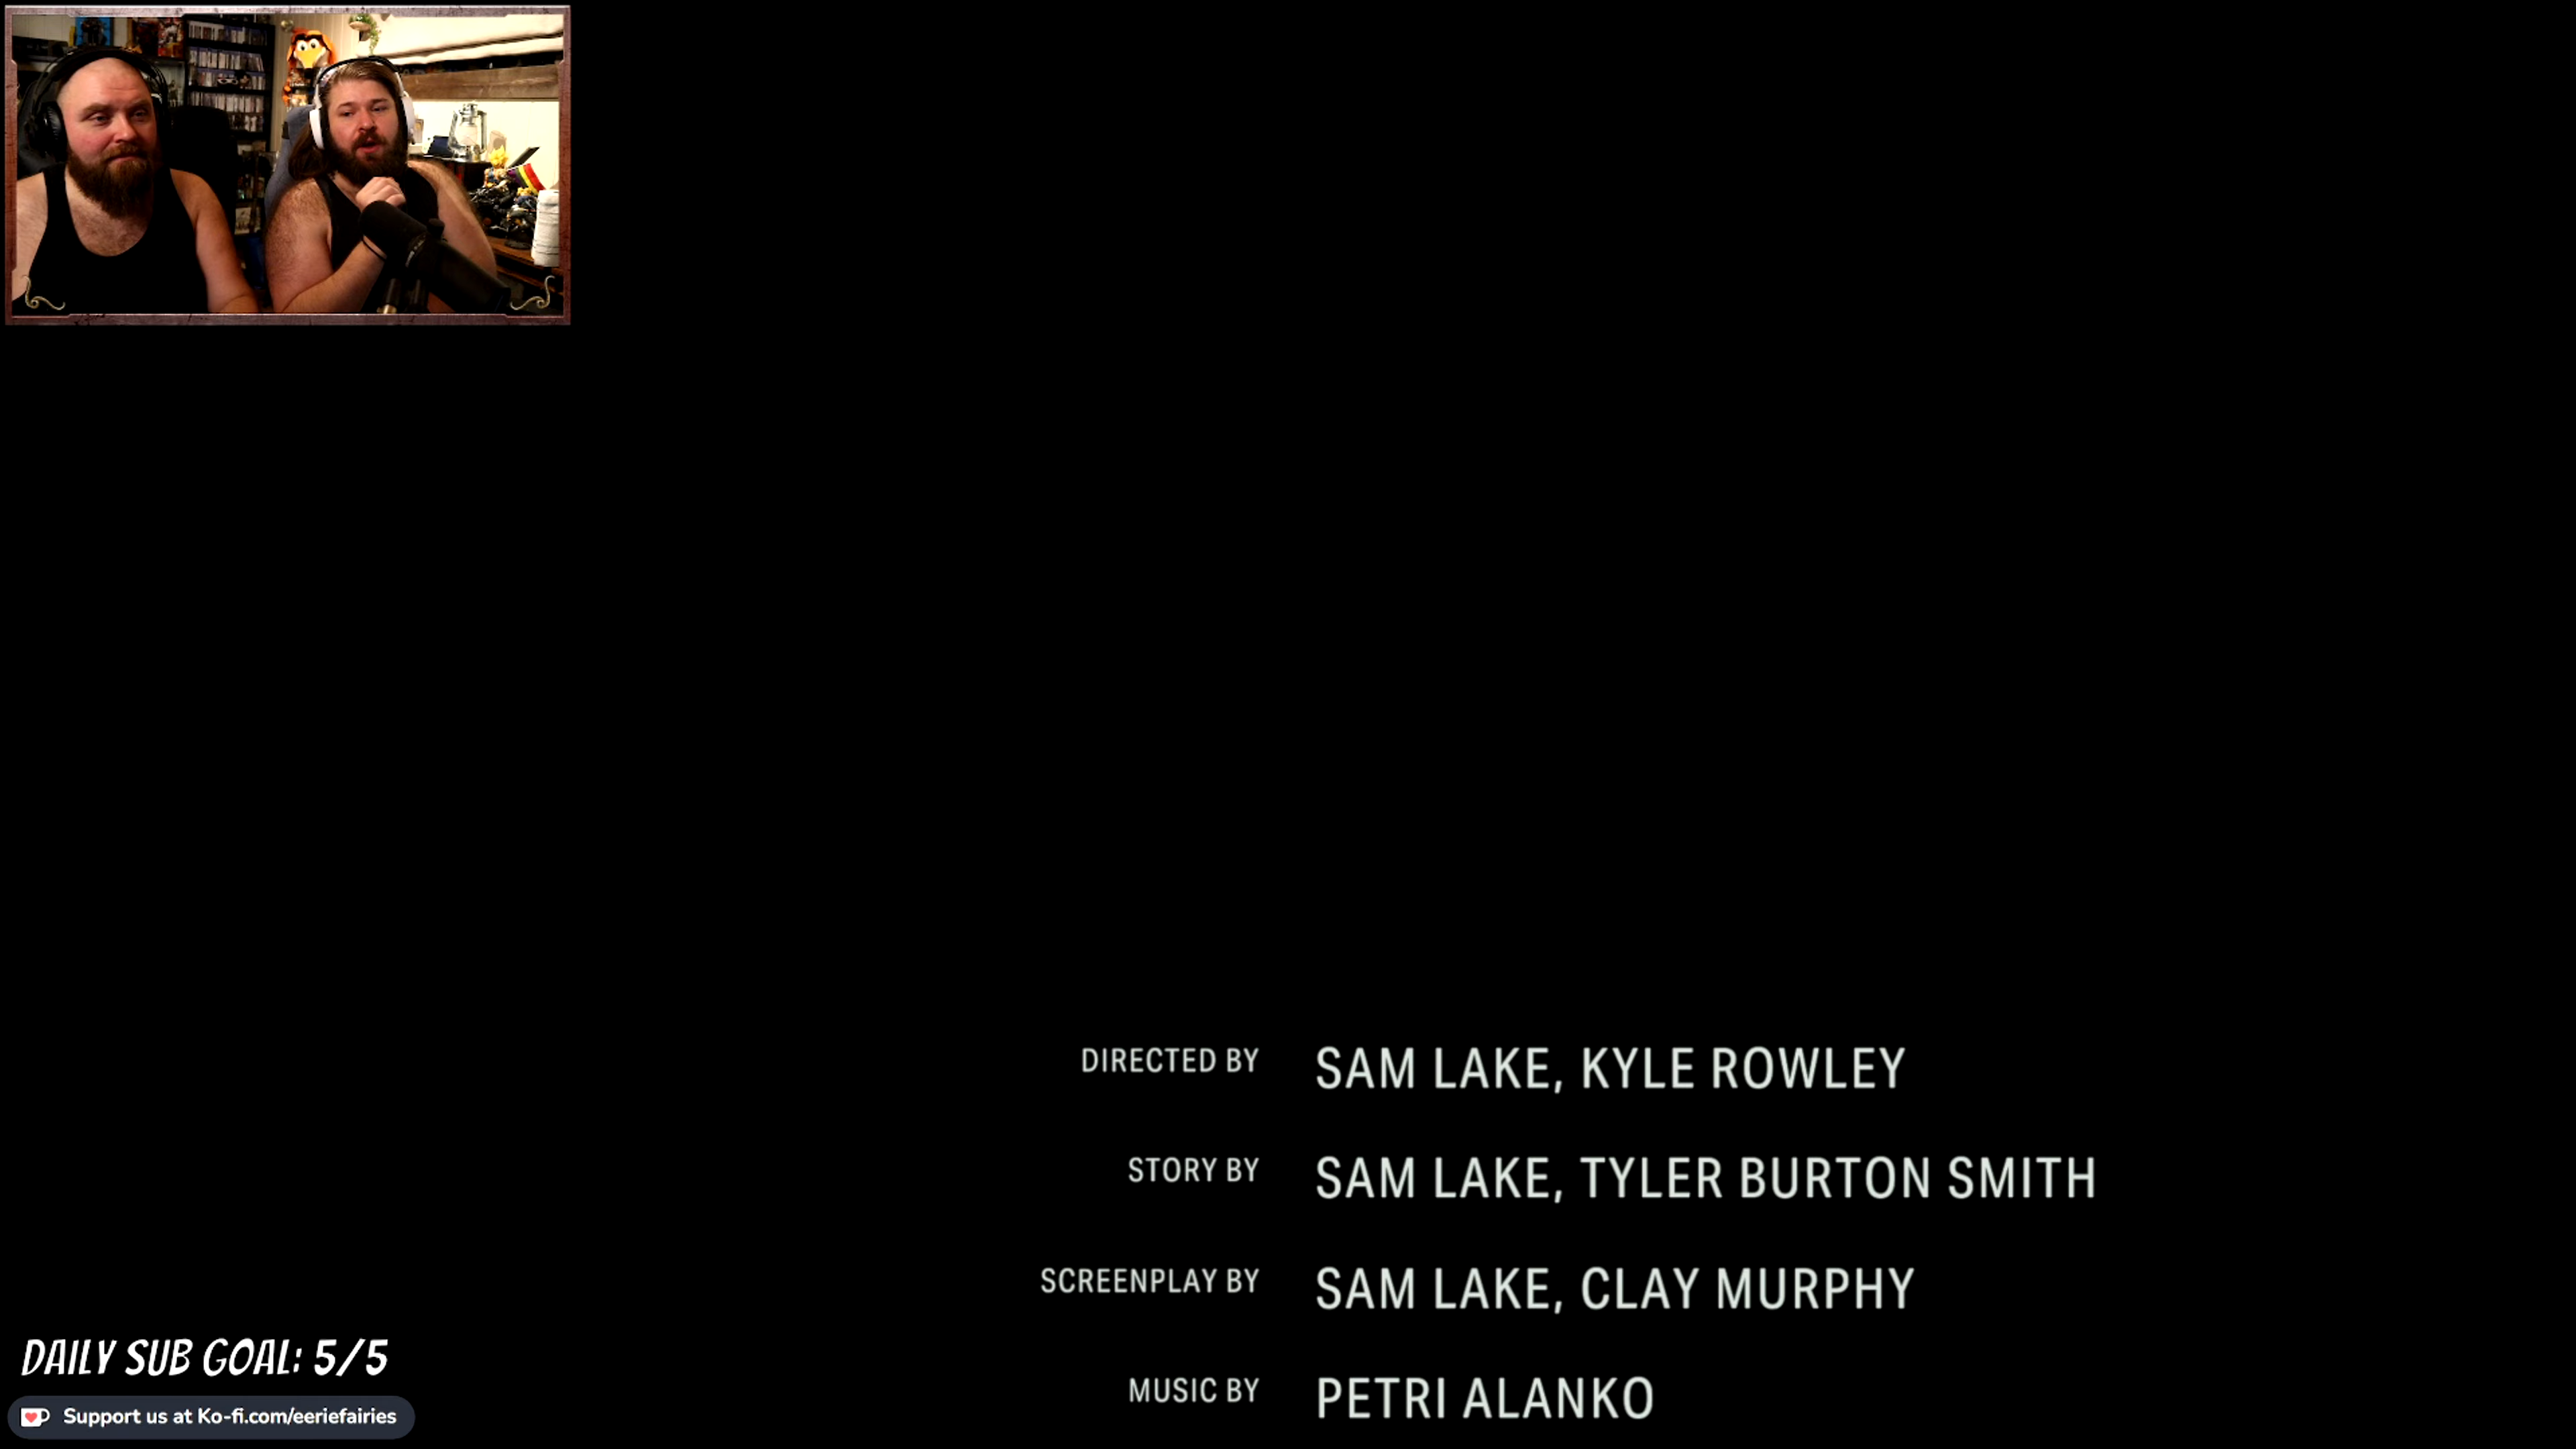 DIRECTED BY SAM LAKE, KYLE ROWLEY
STORY BY SAM LAKE, TYLER BURTON SMITH
SCREENPLAY BY SAM LAKE, CLAY MURPHY
MUSIC BY PETRI ALANKO
DAILY SUB GOAL: 5/5
Support us at Ko-fi.com/eeriefairies